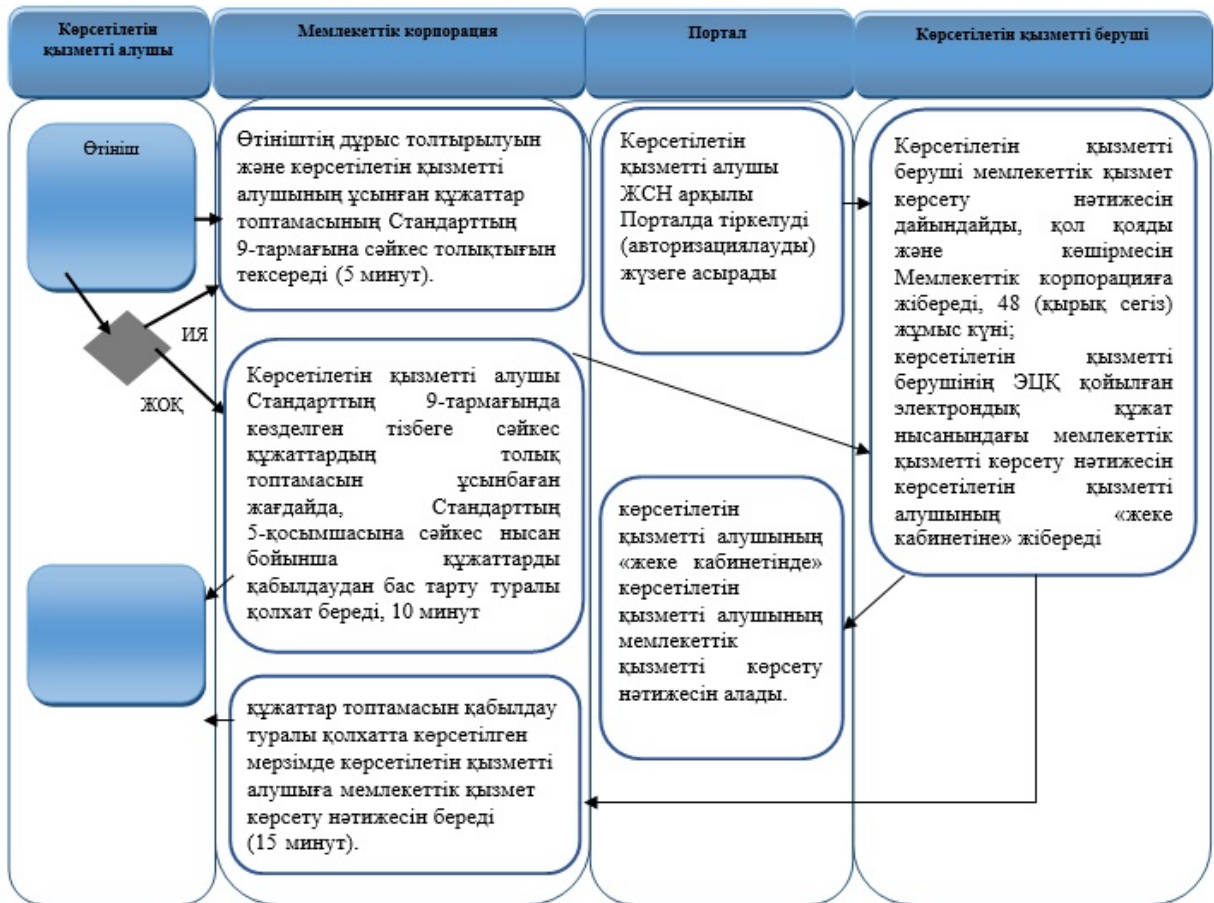 Көрсетілетін
қызметті алушы
Мемлекеттік корпорация
Портал
Көрсетілетін қызметті беруші
Өтініш
ИЯ
ЖОҚ
Өтініштің дұрыс толтырылуын
және көрсетілетін қызметті
алушының ұсынған құжаттар
топтамасының Стандарттың
9-тармағына сәйкес толықтығын
тексереді (5 минут).
Көрсетілетін қызметті алушы
Стандарттың 9-тармағында
көзделген тізбеге сәйкес
құжаттардың толық
топтамасын ұсынбаған
жағдайда, Стандарттың
5-қосымшасына сәйкес нысан
бойынша құжаттарды
қабылдаудан бас тарту туралы
қолхат береді, 10 минут
құжаттар топтамасын қабылдау
туралы қолхатта көрсетілген
мерзімде көрсетілетін қызметті
алушыға мемлекеттік қызмет
көрсету нәтижесін береді
(15 минут).
Көрсетілетін
қызметті алушы
ЖСН арқылы
Порталда тіркелуді
(авторизациялауды)
жүзеге асырады
көрсетілетін
қызметті алушының
«жеке кабинетінде»
көрсетілетін
қызметті алушының
мемлекеттік
қызметті көрсету
нәтижесін алады.
Көрсетілетін қызметті
беруші мемлекеттік қызмет
көрсету нәтижесін
дайындайды, қол қояды
және көшірмесін
Мемлекеттік корпорацияға
жібереді, 48 (қырық сегіз)
жұмыс күні;
көрсетілетін қызметті
берушінің ЭЦҚ қойылған
электрондық құжат
нысанындағы мемлекеттік
қызметті көрсету нәтижесін
көрсетілетін қызметті
алушының «жеке
кабинетіне» жібереді